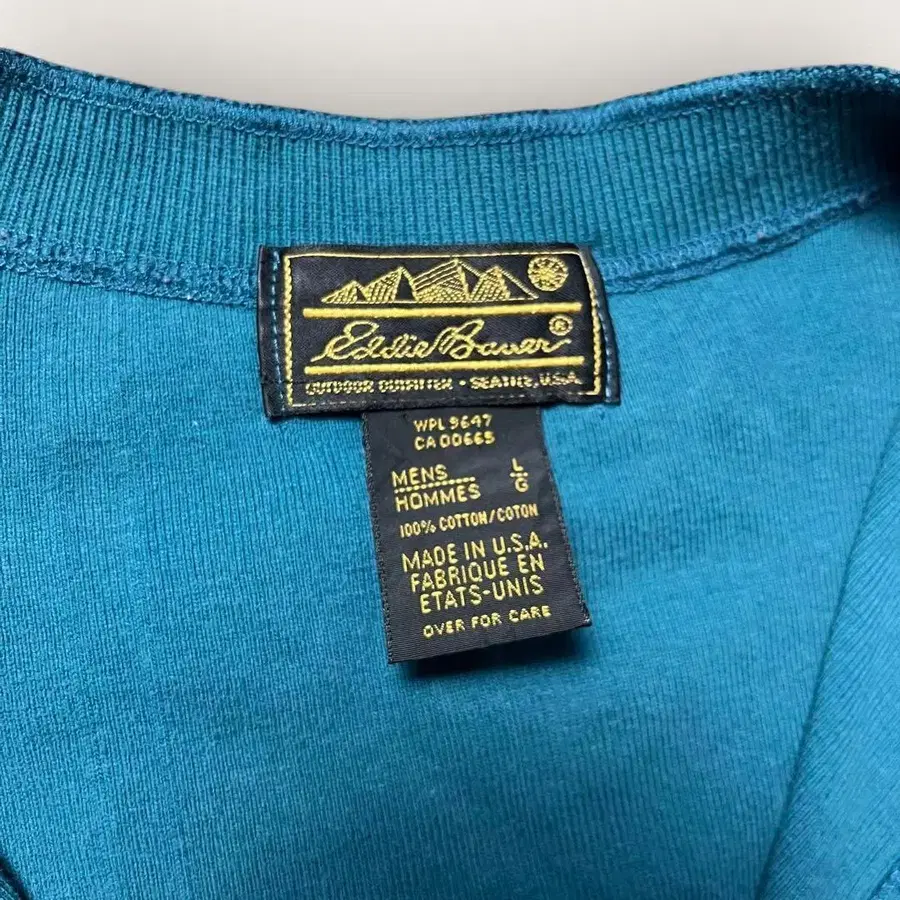 Eddie Bauer®
OUTDOOR OUTFITTER • SEATTLE, U.S.A.
WPL 9647
CA 00665
MENS L
HOMMES G
100% COTTON/COTON
MADE IN U.S.A.
FABRIQUE EN
ETATS-UNIS
OVER FOR CARE